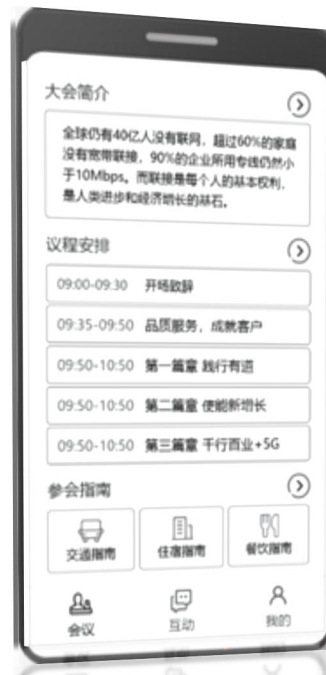 大会简介
全球仍有40亿人没有联网，超过60%的家庭
没有宽带联接，90%的企业所用专线仍然小
于10Mbps。而联接是每个人的基本权利，
是人类进步和经济增长的基石。
议程安排
09:00-09:30 开场致辞
09:35-09:50 品质服务，成就客户
09:50-10:50 第一篇章 践行有道
09:50-10:50 第二篇章 使能新增长
09:50-10:50 第三篇章 千行百业+5G
参会指南
交通指南 住宿指南 餐饮指南
会议 互动 我的